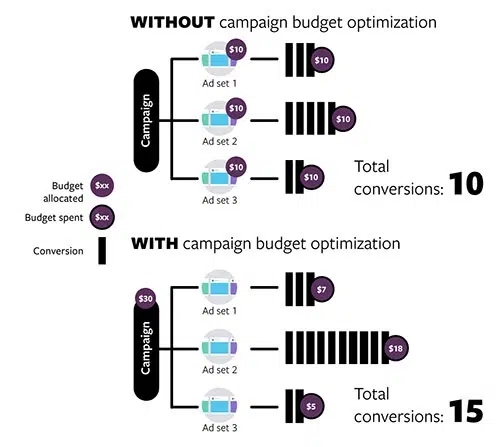 WITHOUT campaign budget optimization
$10
Ad set 1
$10
Campaign
$10
Ad set 2
$10
$10
Ad set 3
$10
Total
conversions: 10
Budget
allocated
$xx
Budget spent
$xx
Conversion
WITH campaign budget optimization
$30
Campaign
Ad set 1
$7
Ad set 2
$18
Ad set 3
$5
Total
conversions: 15